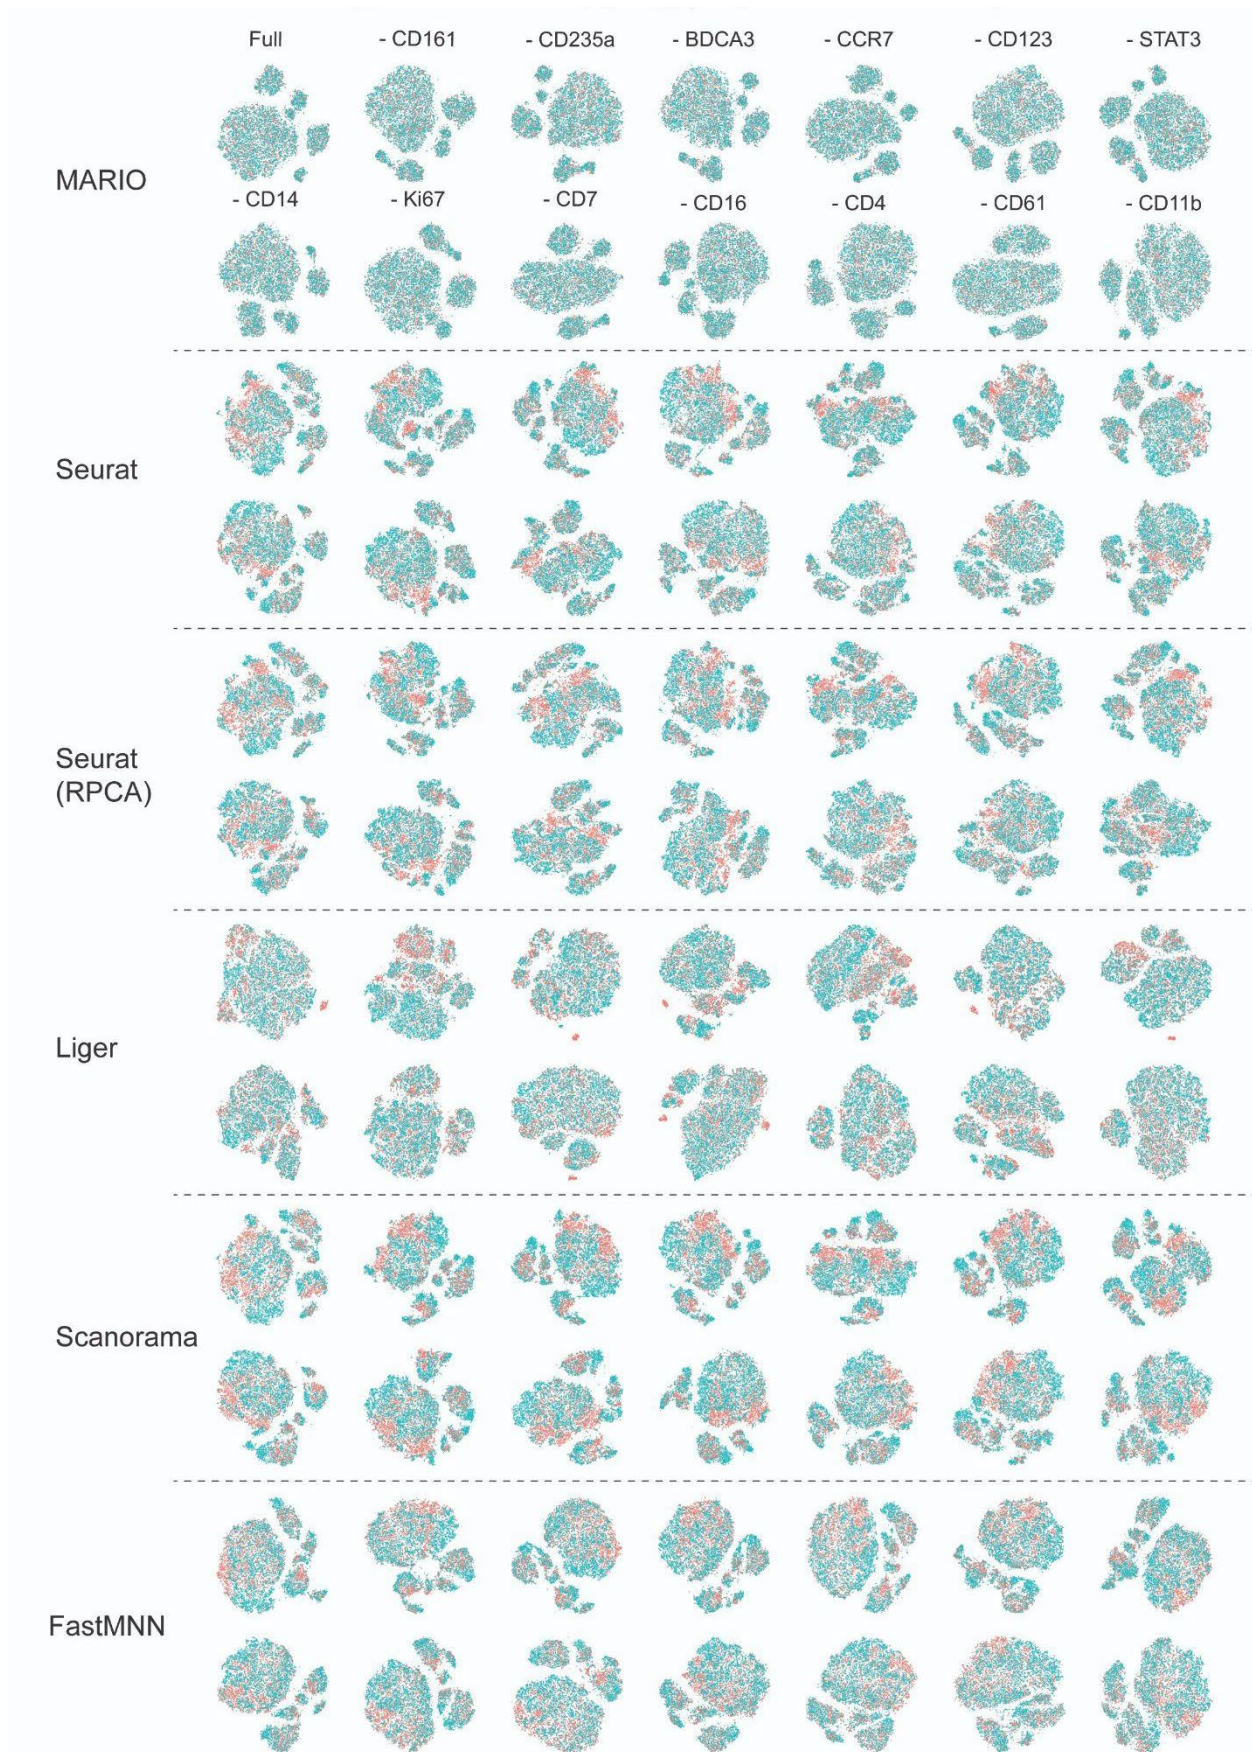 Full - CD161 - CD235a - BDCA3 - CCR7 - CD123 - STAT3
MARIO
- CD14 - Ki67 - CD7 - CD16 - CD4 - CD61 - CD11b
Seurat
Seurat
(RPCA)
Liger
Scanorama
FastMNN